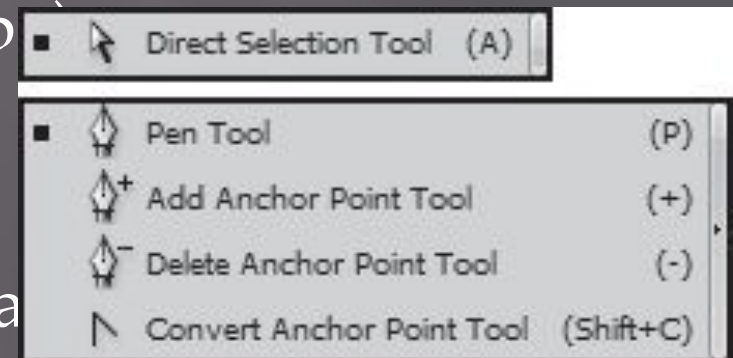 Direct Selection Tool (A)
Pen Tool (P)
Add Anchor Point Tool (+)
Delete Anchor Point Tool (-)
a
Convert Anchor Point Tool (Shift+C)